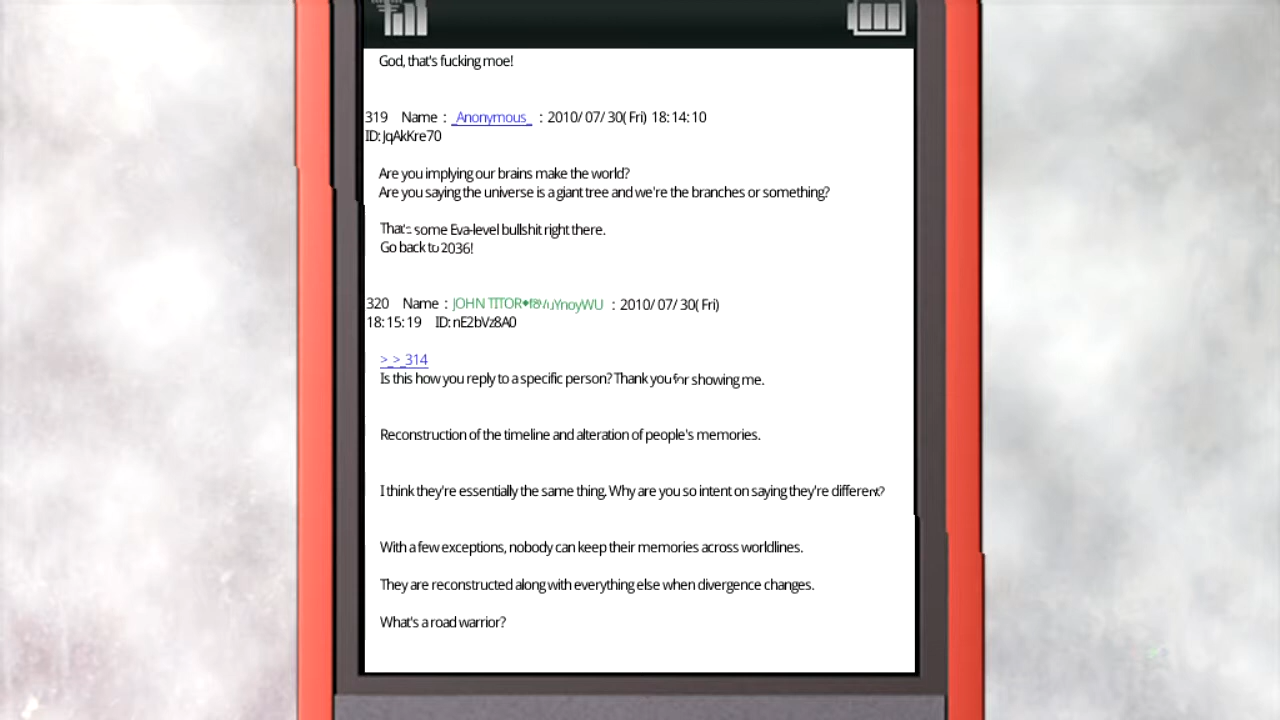 God, that's fucking moe!
319 Name : _Anonymous_ : 2010/07/30(Fri) 18:14:10
ID:JqAkKre70
Are you implying our brains make the world?
Are you saying the universe is a giant tree and we're the branches or something?
That's some Eva-level bullshit right there.
Go back to 2036!
320 Name : JOHN TITOR : 2010/07/30(Fri)
18:15:19 ID:nE2bVz8A0
>_>_314
Is this how you reply to a specific person? Thank you for showing me.
Reconstruction of the timeline and alteration of people's memories.
I think they're essentially the same thing. Why are you so intent on saying they're different?
With a few exceptions, nobody can keep their memories across worldlines.
They are reconstructed along with everything else when divergence changes.
What's a road warrior?